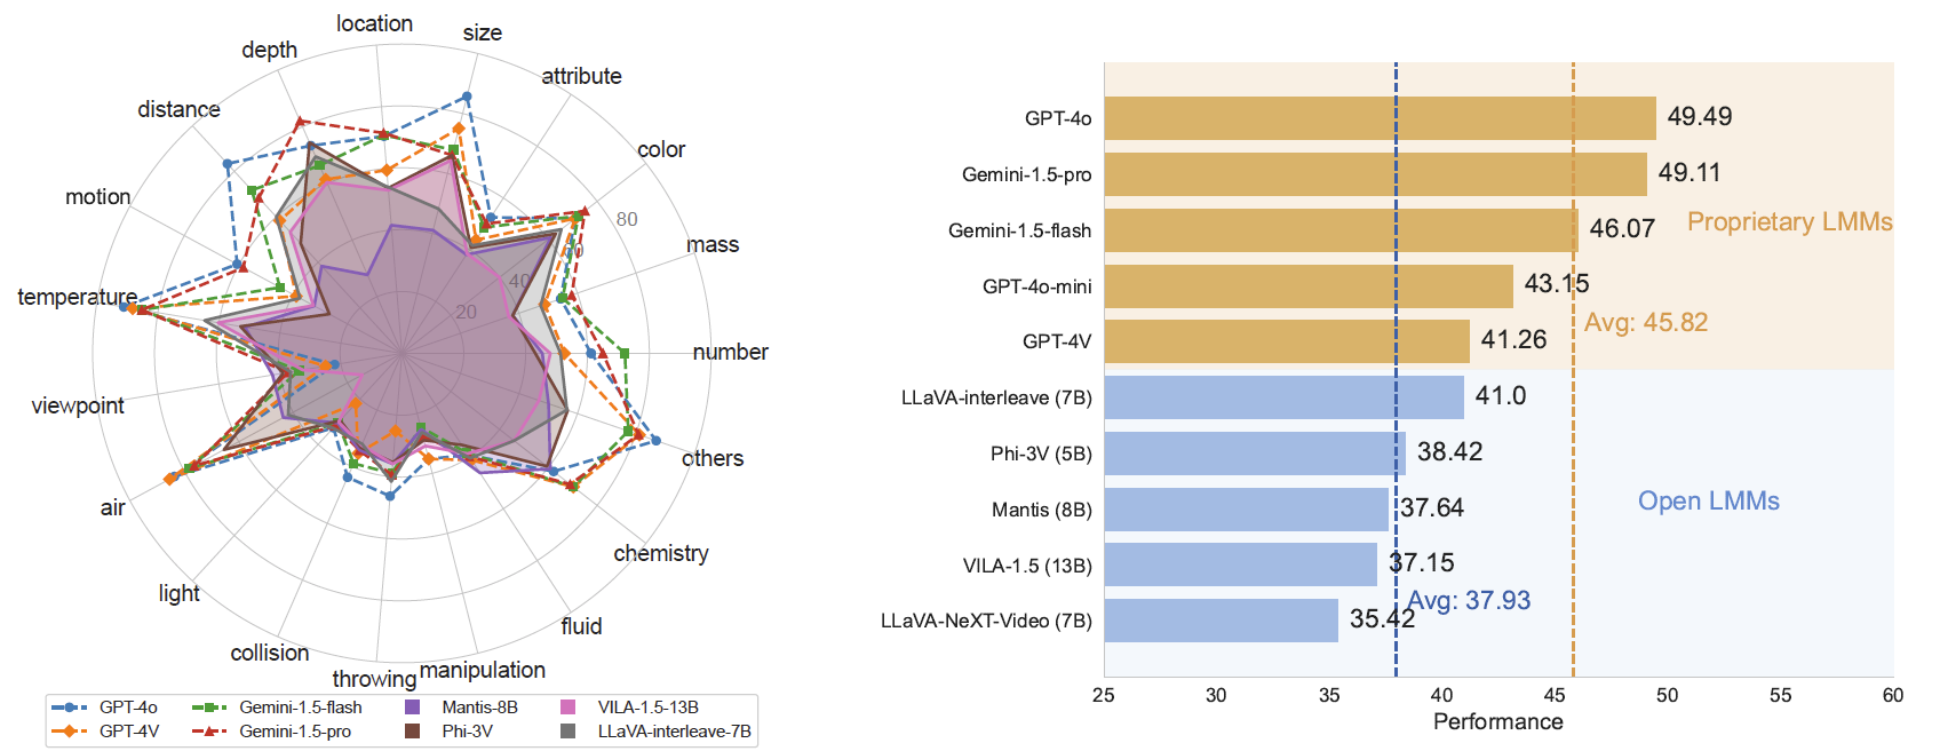 location
size
depth
attribute
distance
color
motion
80
mass
60
40
temperature
20
number
viewpoint
others
air
chemistry
light
fluid
collision
manipulation
throwing
GPT-4o
Gemini-1.5-flash
Mantis-8B
VILA-1.5-13B
GPT-4V
Gemini-1.5-pro
Phi-3V
LLaVA-interleave-7B
GPT-4o 49.49
Gemini-1.5-pro 49.11
Gemini-1.5-flash 46.07
Proprietary LMMs
GPT-4o-mini 43.15
Avg: 45.82
GPT-4V 41.26
LLaVA-interleave (7B) 41.0
Phi-3V (5B) 38.42
Mantis (8B) 37.64
Open LMMs
VILA-1.5 (13B) 37.15
Avg: 37.93
LLaVA-NeXT-Video (7B) 35.42
25 30 35 40 45 50 55 60
Performance